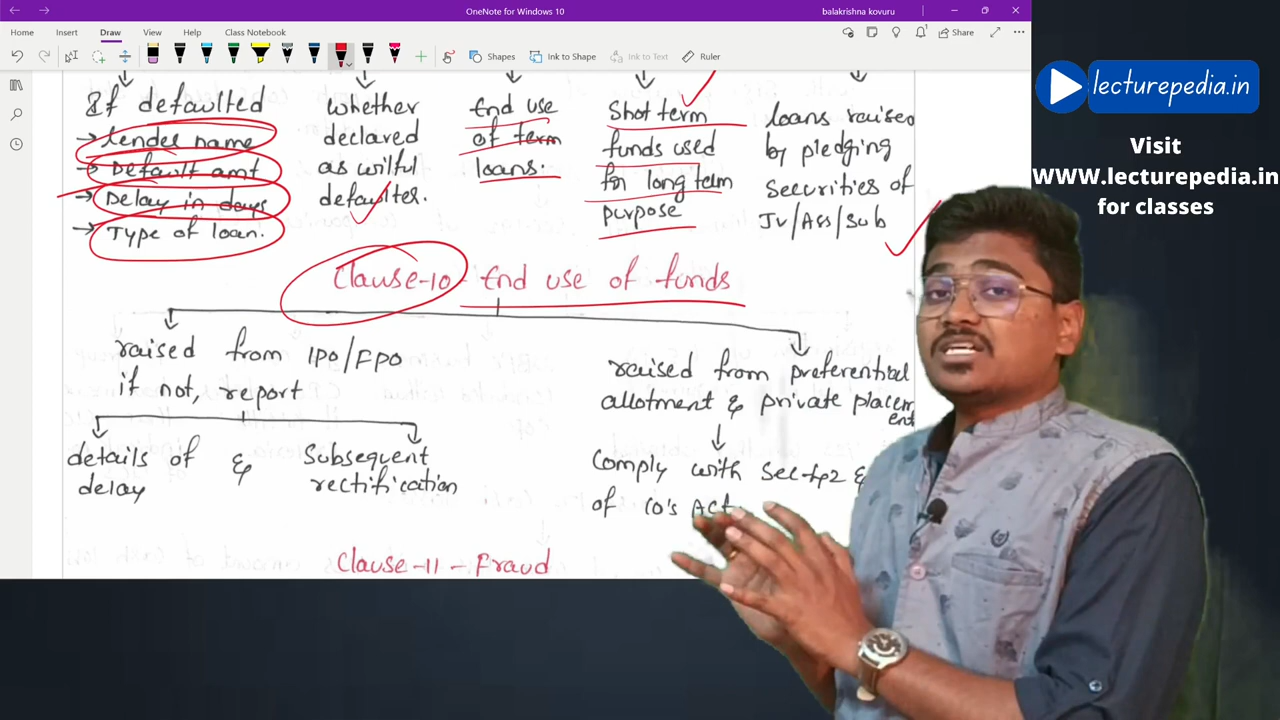 OneNote for Windows 10
balakrishna kovuru
Home Insert Draw View Help Class Notebook
Share
Shapes Ink to Shape Ink to Text Ruler
lecturepedia.in
Visit
WWW.lecturepedia.in
for classes
If defaulted
→ lender name
→ Default amt
→ Delay in days
→ Type of loan.
whether
declared
as wilful
defaulter.
End use
of term
loans.
Shot term
funds used
for long term
purpose
loans raised
by pledging
securities of
JV/Ass/Sub
Clause-10 - End use of funds
raised from IPO/FPO
if not, report
details of
delay
&
Subsequent
rectification
raised from preferential
allotment & private placem
ent
Comply with Sec-42 &
of Co's Act
Clause-11 - Fraud